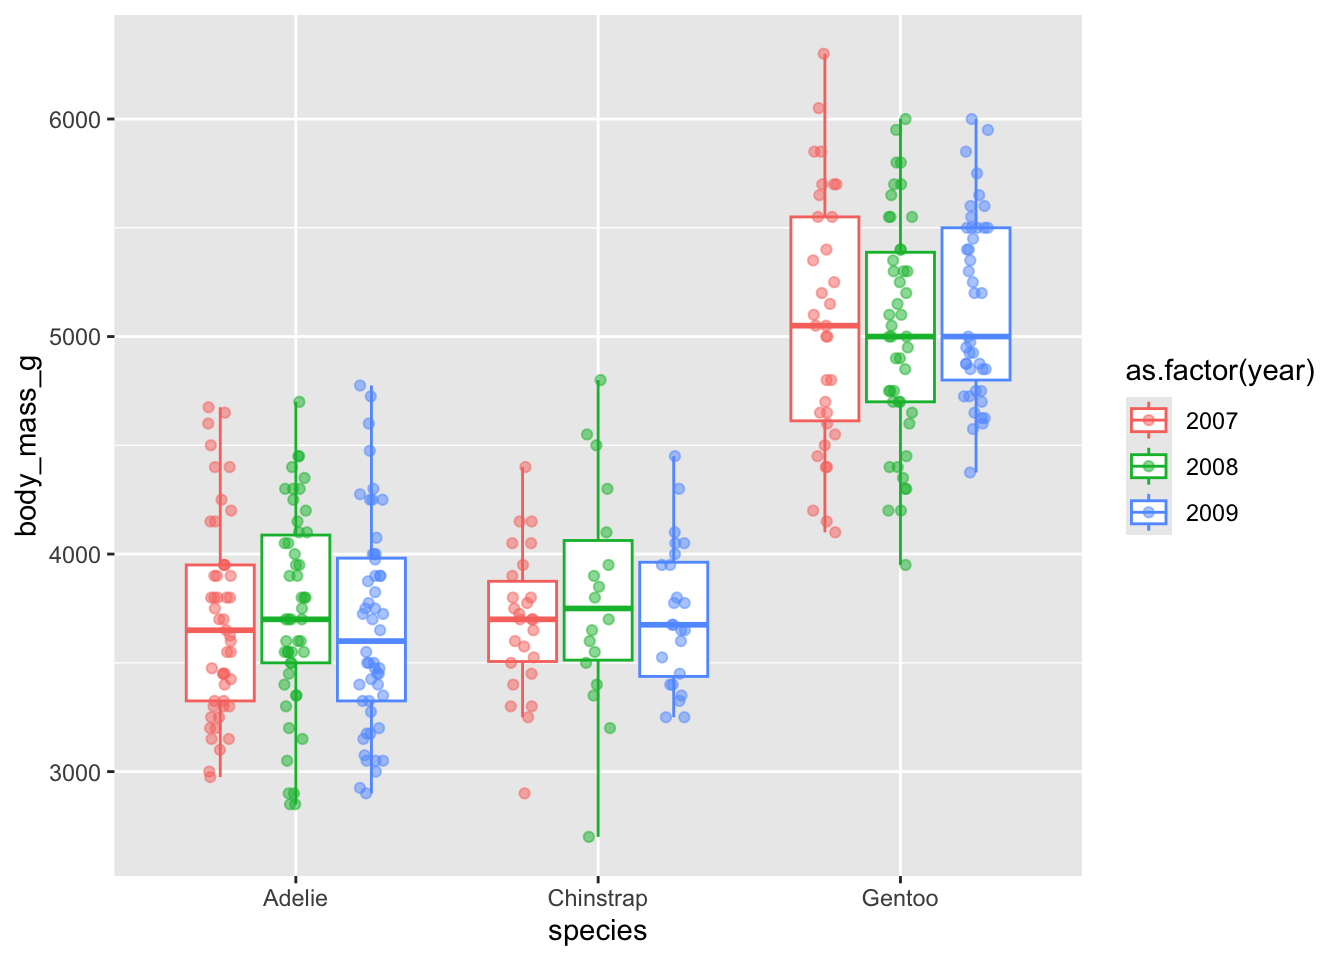 body_mass_g
6000
5000
4000
3000
Adelie
Chinstrap
Gentoo
species
as.factor(year)
2007
2008
2009